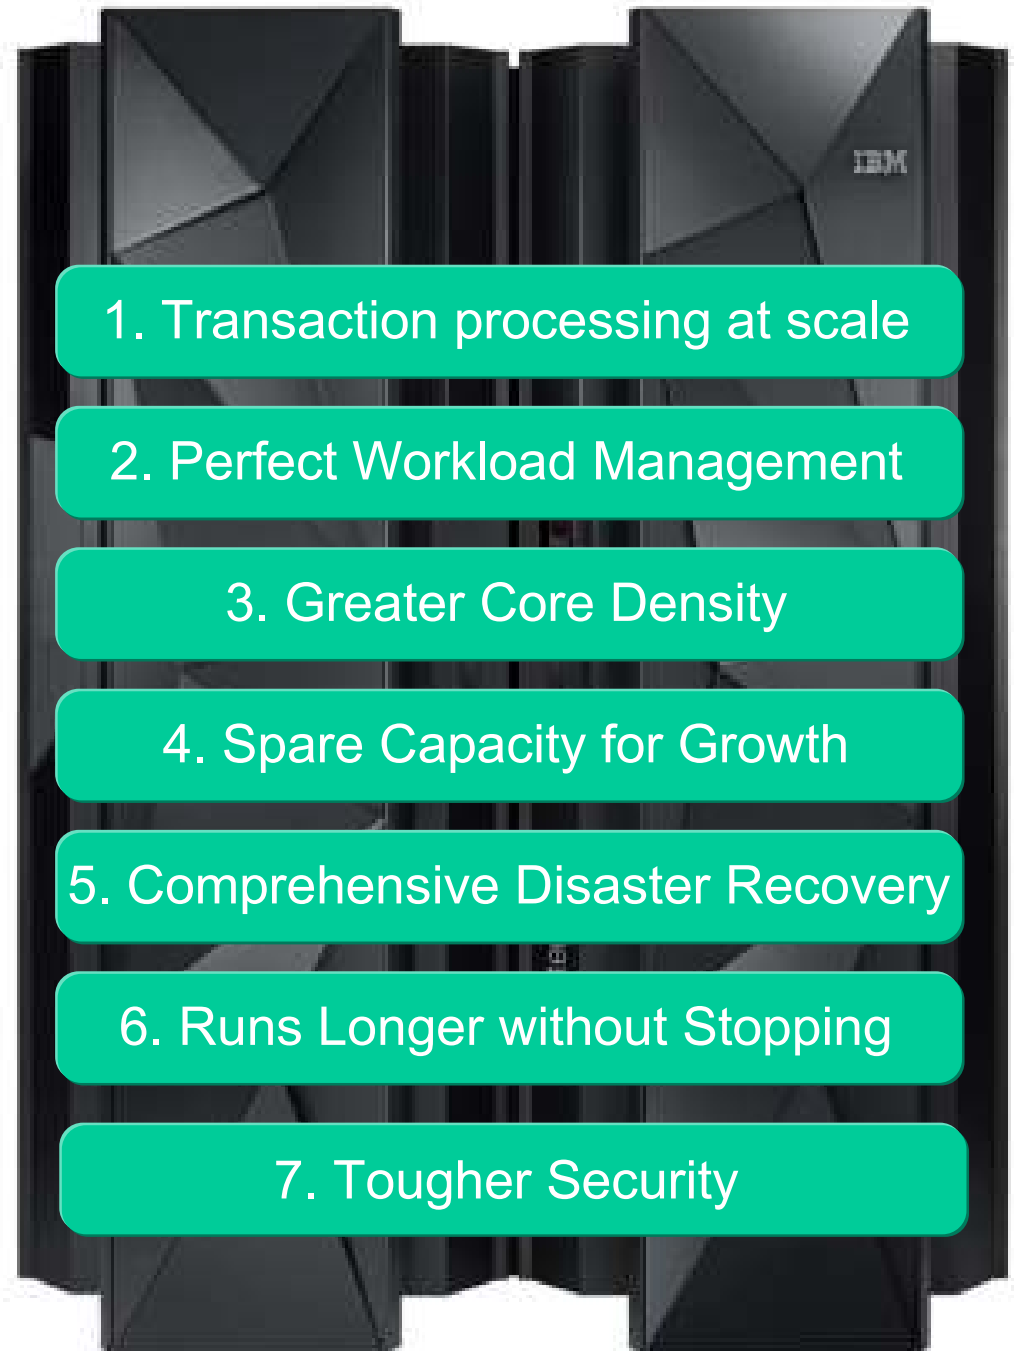 IBM
1. Transaction processing at scale
2. Perfect Workload Management
3. Greater Core Density
4. Spare Capacity for Growth
5. Comprehensive Disaster Recovery
6. Runs Longer without Stopping
7. Tougher Security